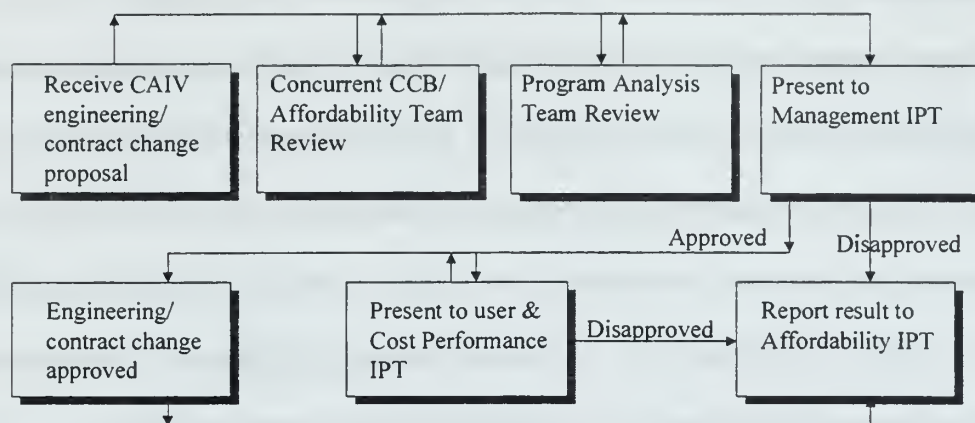 Receive CAIV
engineering/
contract change
proposal
Concurrent CCB/
Affordability Team
Review
Program Analysis
Team Review
Present to
Management IPT
Approved
Disapproved
Engineering/
contract change
approved
Present to user &
Cost Performance
IPT
Disapproved
Report result to
Affordability IPT